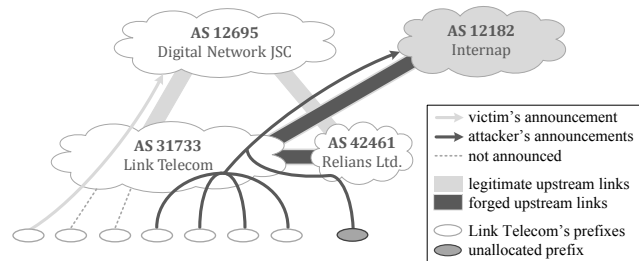 AS 12695
Digital Network JSC
AS 12182
Internap
AS 31733
Link Telecom
AS 42461
Relians Ltd.
victim's announcement
attacker's announcements
not announced
legitimate upstream links
forged upstream links
Link Telecom's prefixes
unallocated prefix